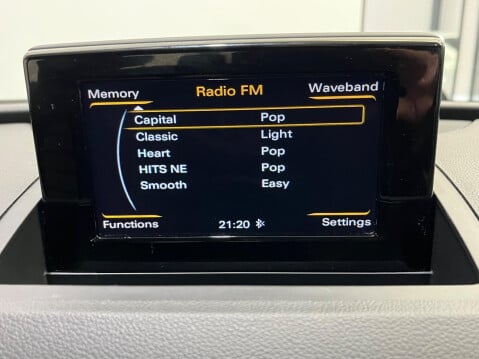 Memory Radio FM Waveband
Capital Pop
Classic Light
Heart Pop
HITS NE Pop
Smooth Easy
Functions 21:20 Settings